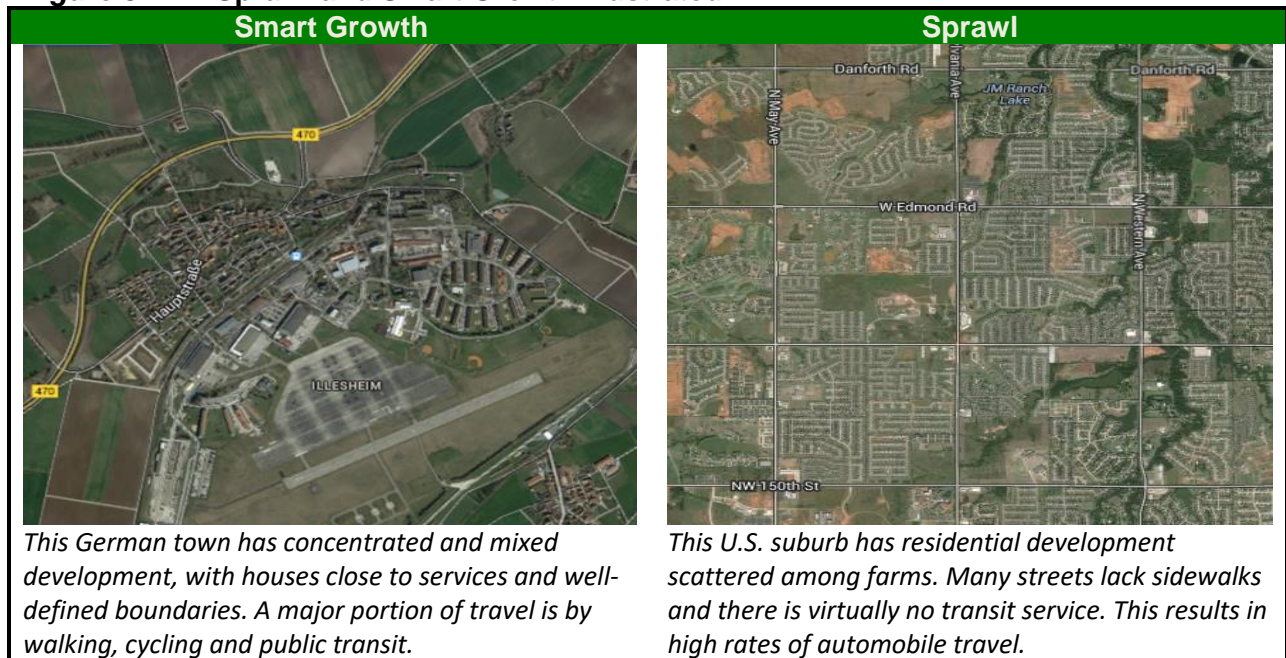 Smart Growth
Sprawl
470
470
Hauptstraße
ILLESHEIM
Danforth Rd
Danforth Rd
JM Ranch
Lake
N May Ave
lvania Ave
W Edmond Rd
N Western Ave
NW 150th St
This German town has concentrated and mixed
development, with houses close to services and well-
defined boundaries. A major portion of travel is by
walking, cycling and public transit.
This U.S. suburb has residential development
scattered among farms. Many streets lack sidewalks
and there is virtually no transit service. This results in
high rates of automobile travel.